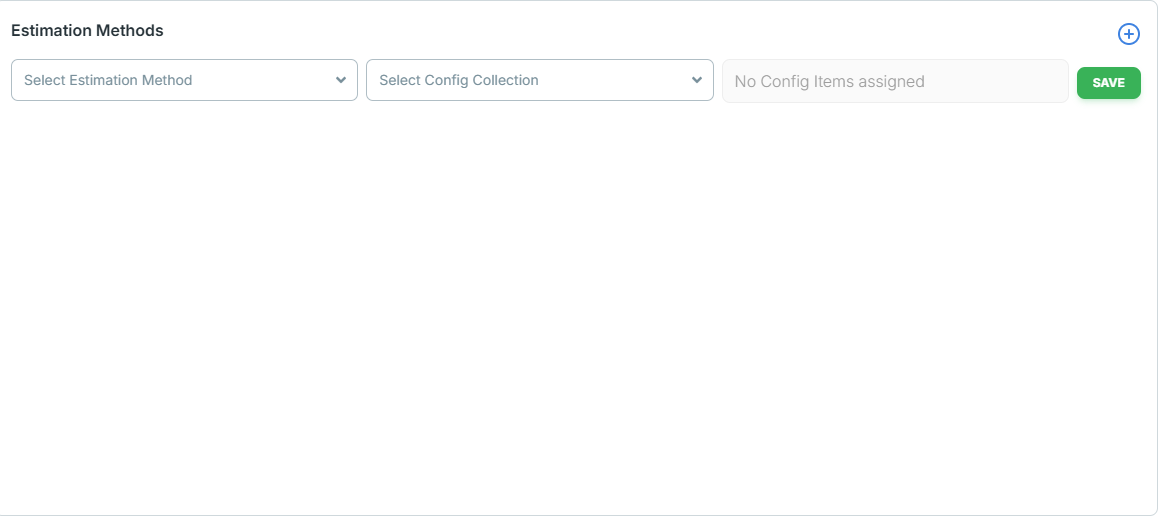 Estimation Methods
Select Estimation Method
Select Config Collection
No Config Items assigned
SAVE